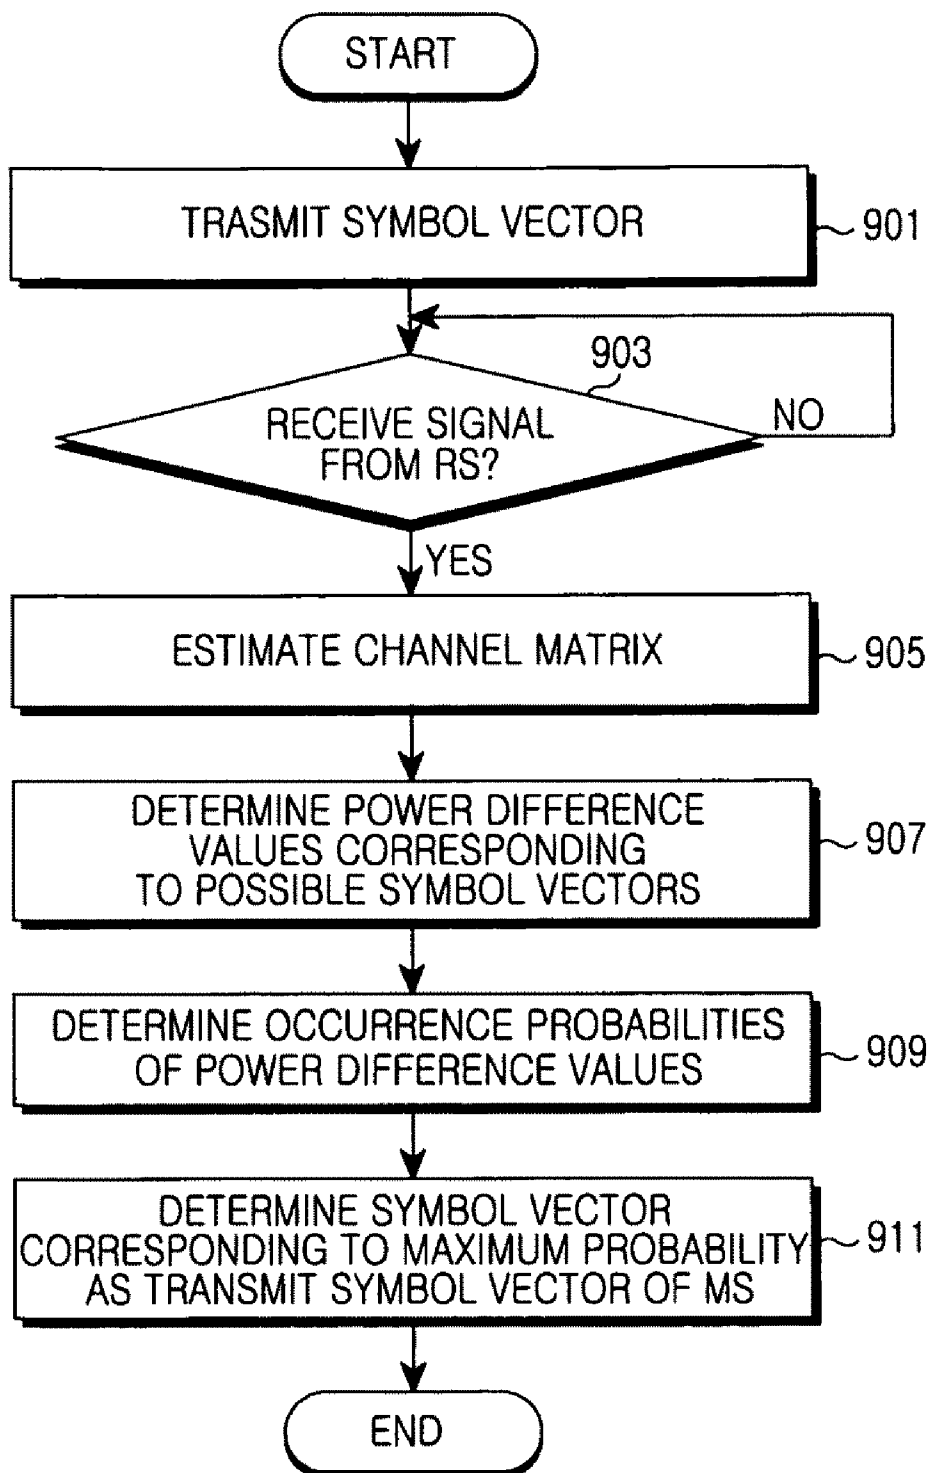 START
TRASMIT SYMBOL VECTOR
901
903
RECEIVE SIGNAL
FROM RS?
NO
YES
ESTIMATE CHANNEL MATRIX
905
DETERMINE POWER DIFFERENCE
VALUES CORRESPONDING
TO POSSIBLE SYMBOL VECTORS
907
DETERMINE OCCURRENCE PROBABILITIES
OF POWER DIFFERENCE VALUES
909
DETERMINE SYMBOL VECTOR
CORRESPONDING TO MAXIMUM PROBABILITY
AS TRANSMIT SYMBOL VECTOR OF MS
911
END